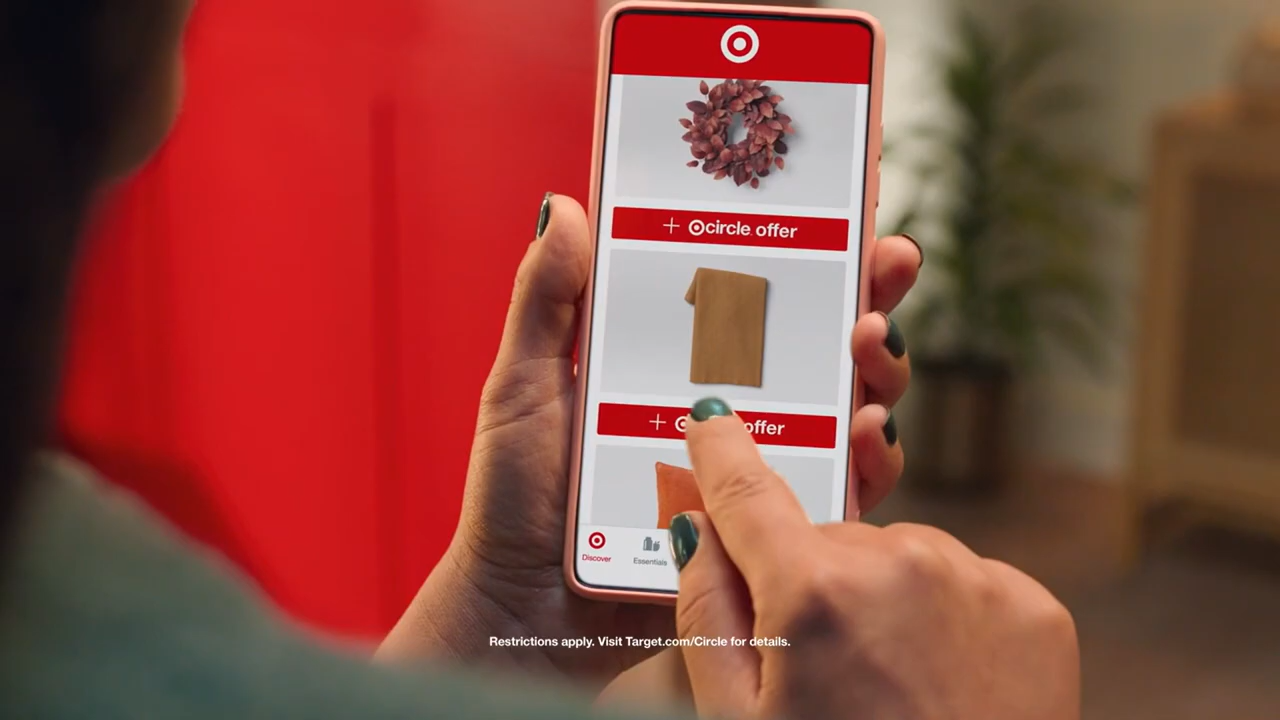 + circle offer
+ offer
Discover
Essentials
Restrictions apply. Visit Target.com/Circle for details.